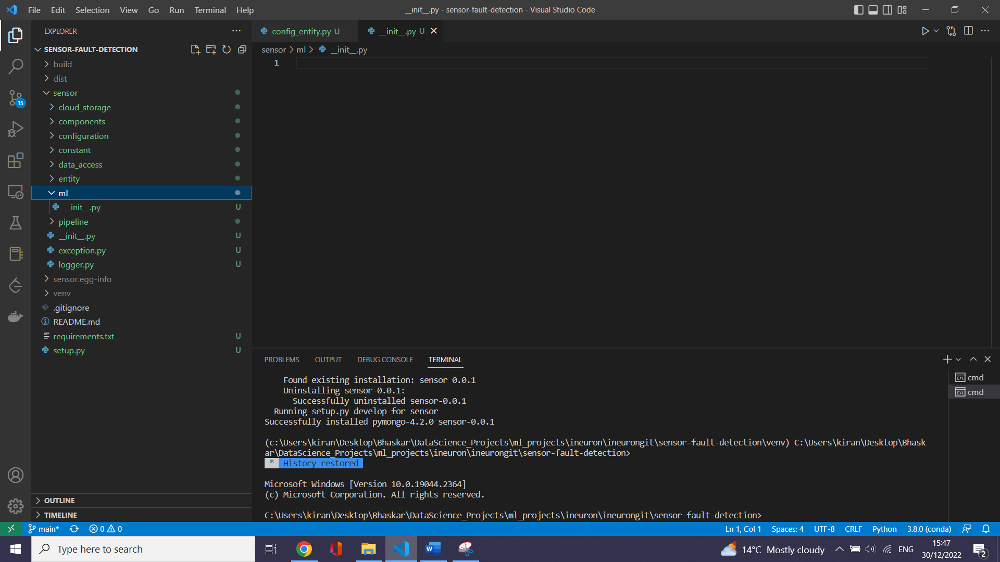 File Edit Selection View Go Run Terminal Help
__init__.py - sensor-fault-detection - Visual Studio Code
EXPLORER
SENSOR-FAULT-DETECTION
build
dist
sensor
cloud_storage
components
configuration
constant
data_access
entity
ml
__init__.py U
pipeline
__init__.py U
exception.py U
logger.py U
sensor.egg-info
venv
.gitignore
README.md
requirements.txt U
setup.py U
OUTLINE
TIMELINE
15
config_entity.py U
__init__.py U
sensor > ml > __init__.py
1
PROBLEMS OUTPUT DEBUG CONSOLE TERMINAL
Found existing installation: sensor 0.0.1
Uninstalling sensor-0.0.1:
Successfully uninstalled sensor-0.0.1
Running setup.py develop for sensor
Successfully installed pymongo-4.2.0 sensor-0.0.1
(c:\Users\kiran\Desktop\Bhaskar\DataScience_Projects\ml_projects\ineuron\ineurongit\sensor-fault-detection\venv) C:\Users\kiran\Desktop\Bhask
ar\DataScience_Projects\ml_projects\ineuron\ineurongit\sensor-fault-detection>
* History restored
Microsoft Windows [Version 10.0.19044.2364]
(c) Microsoft Corporation. All rights reserved.
C:\Users\kiran\Desktop\Bhaskar\DataScience_Projects\ml_projects\ineuron\ineurongit\sensor-fault-detection>
cmd
cmd
main* 0 0
Ln 1, Col 1 Spaces: 4 UTF-8 CRLF Python 3.8.0 (conda)
Type here to search
14°C Mostly cloudy
ENG
15:47
30/12/2022
2